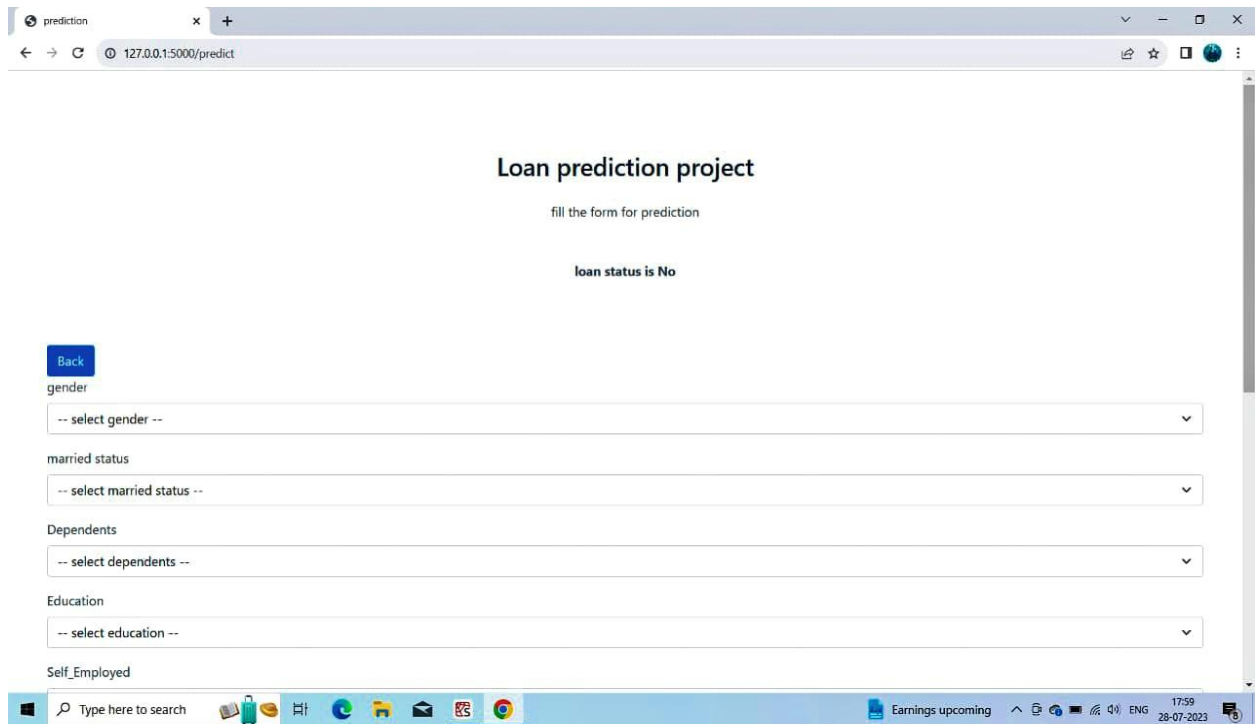 prediction
127.0.0.1:5000/predict
Loan prediction project
fill the form for prediction
loan status is No
Back
gender
-- select gender --
married status
-- select married status --
Dependents
-- select dependents --
Education
-- select education --
Self_Employed
Type here to search
Earnings upcoming
ENG
17:59
28-07-2023